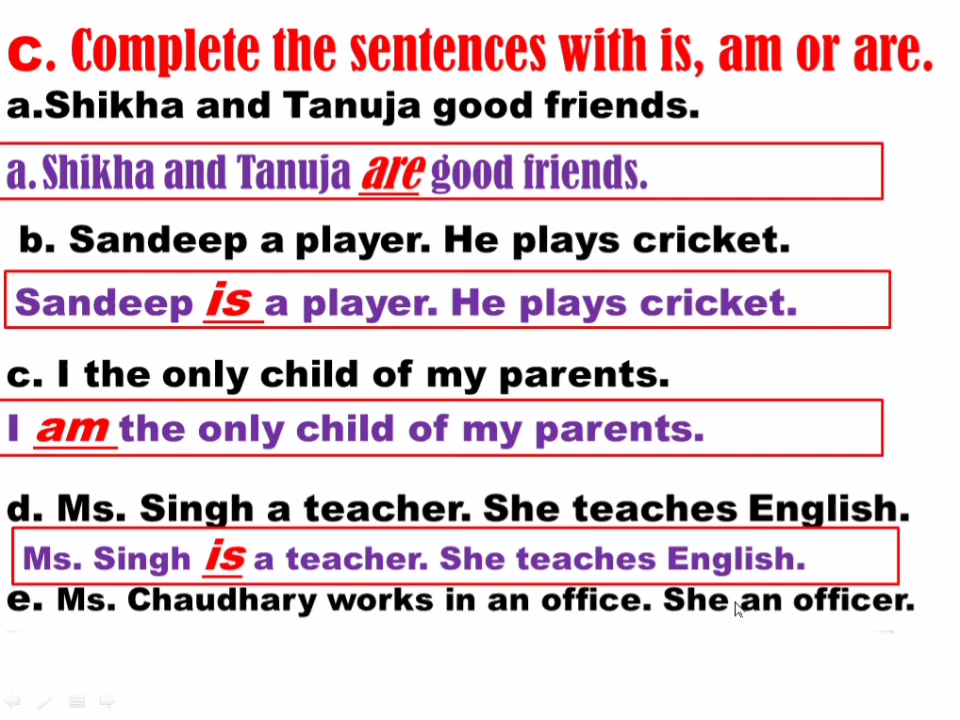 C. Complete the sentences with is, am or are.
a.Shikha and Tanuja good friends.
a. Shikha and Tanuja are good friends.
b. Sandeep a player. He plays cricket.
Sandeep is a player. He plays cricket.
c. I the only child of my parents.
I am the only child of my parents.
d. Ms. Singh a teacher. She teaches English.
Ms. Singh is a teacher. She teaches English.
e. Ms. Chaudhary works in an office. She an officer.